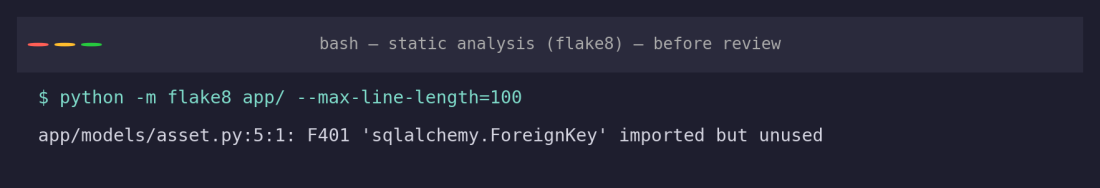 bash — static analysis (flake8) — before review
$ python -m flake8 app/ --max-line-length=100
app/models/asset.py:5:1: F401 'sqlalchemy.ForeignKey' imported but unused